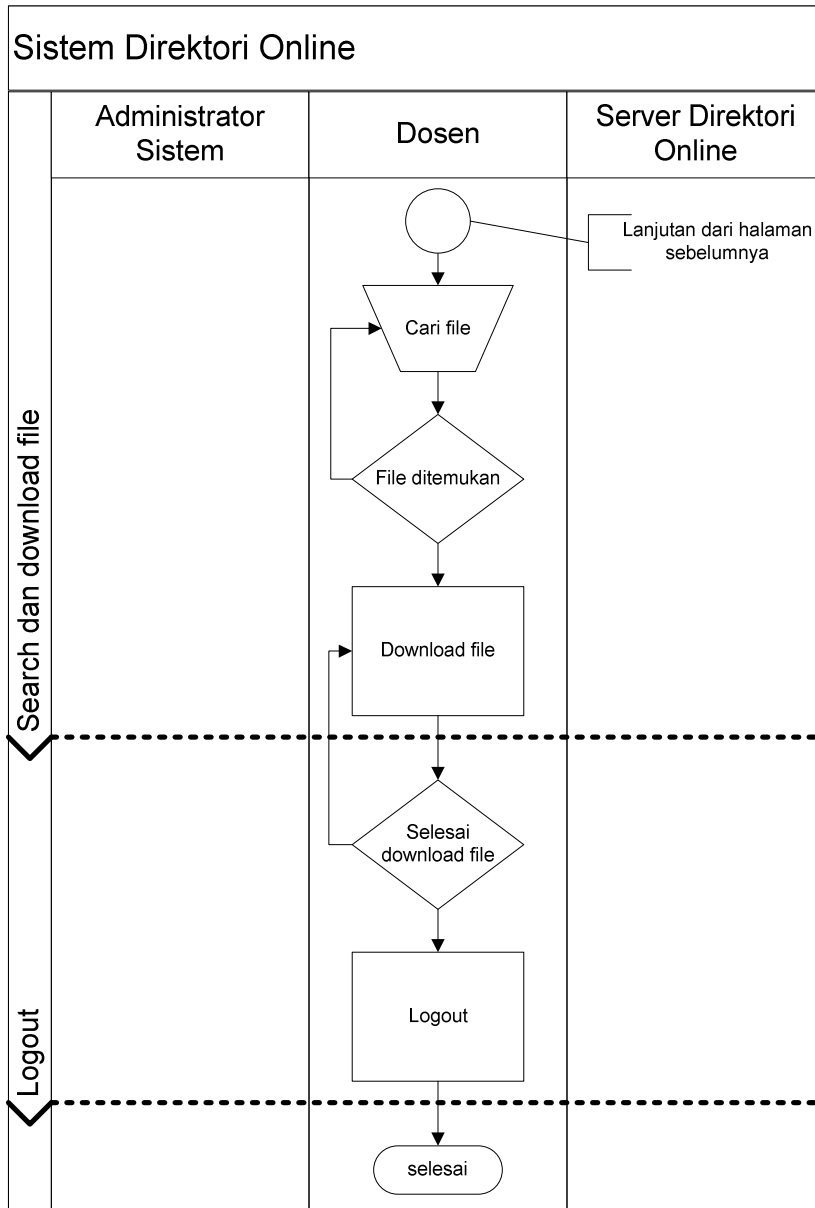 Sistem Direktori Online
Administrator
Sistem
Dosen
Server Direktori
Online
Lanjutan dari halaman
sebelumnya
Cari file
File ditemukan
Download file
Search dan download file
Selesai
download file
Logout
Logout
selesai